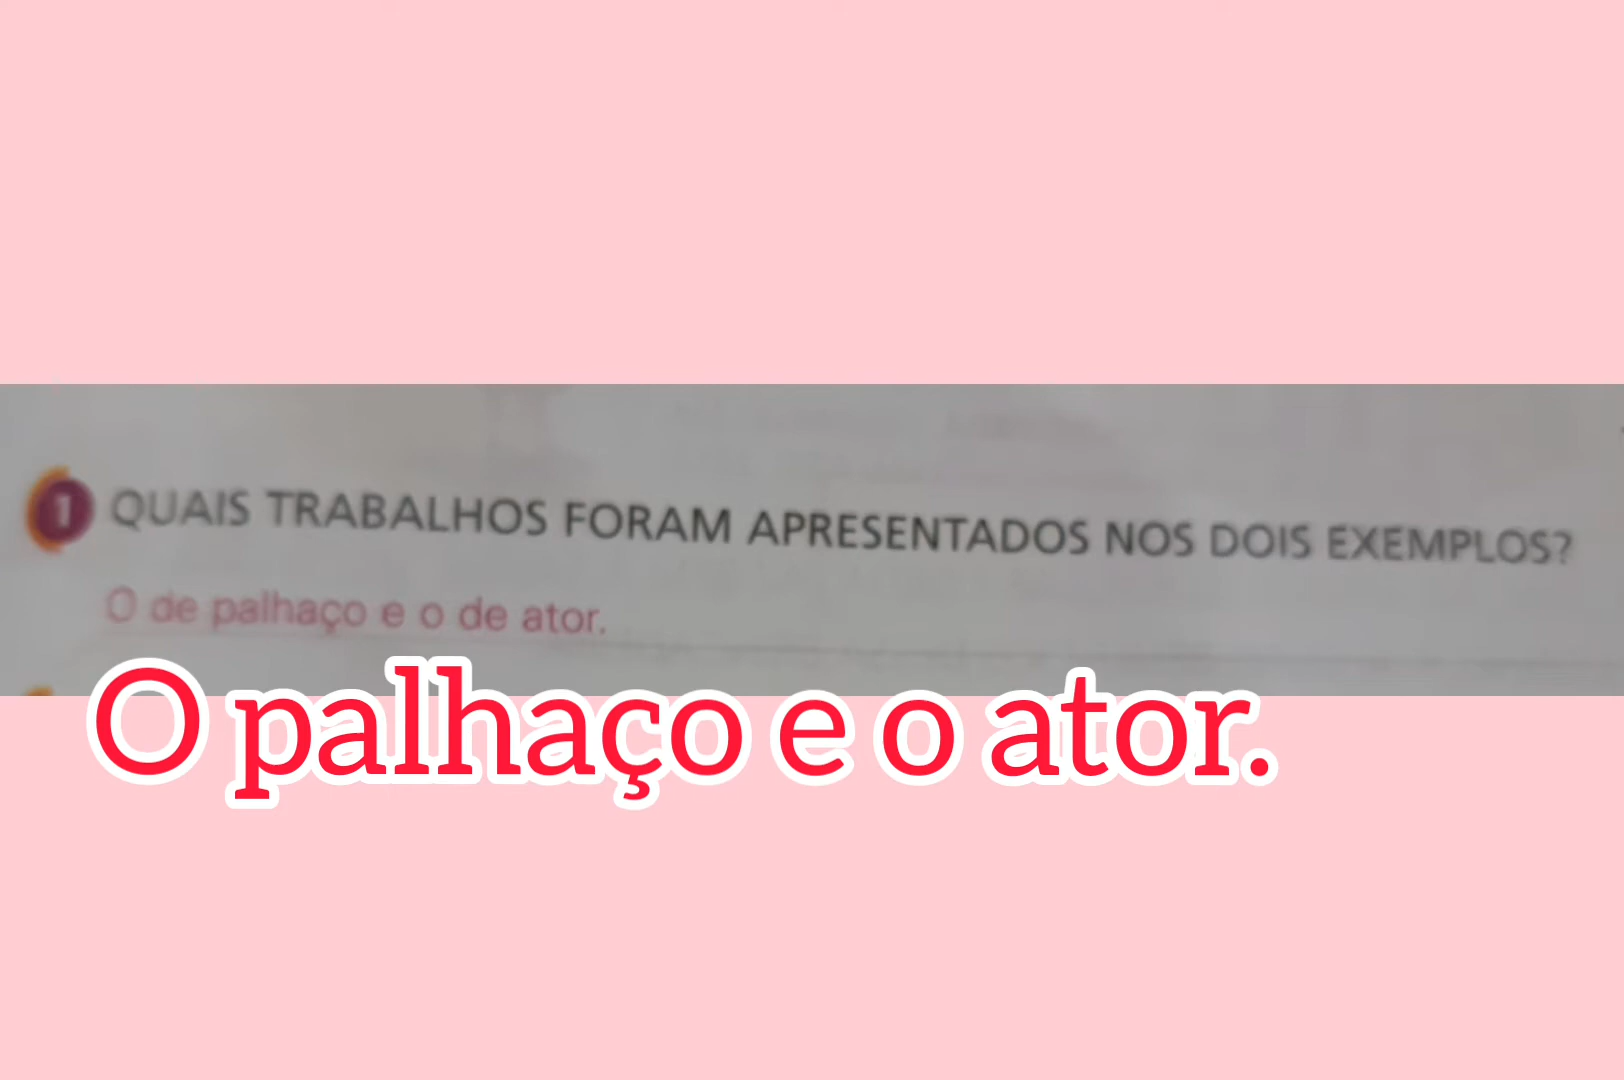 1 QUAIS TRABALHOS FORAM APRESENTADOS NOS DOIS EXEMPLOS?
O de palhaço e o de ator.
O palhaço e o ator.